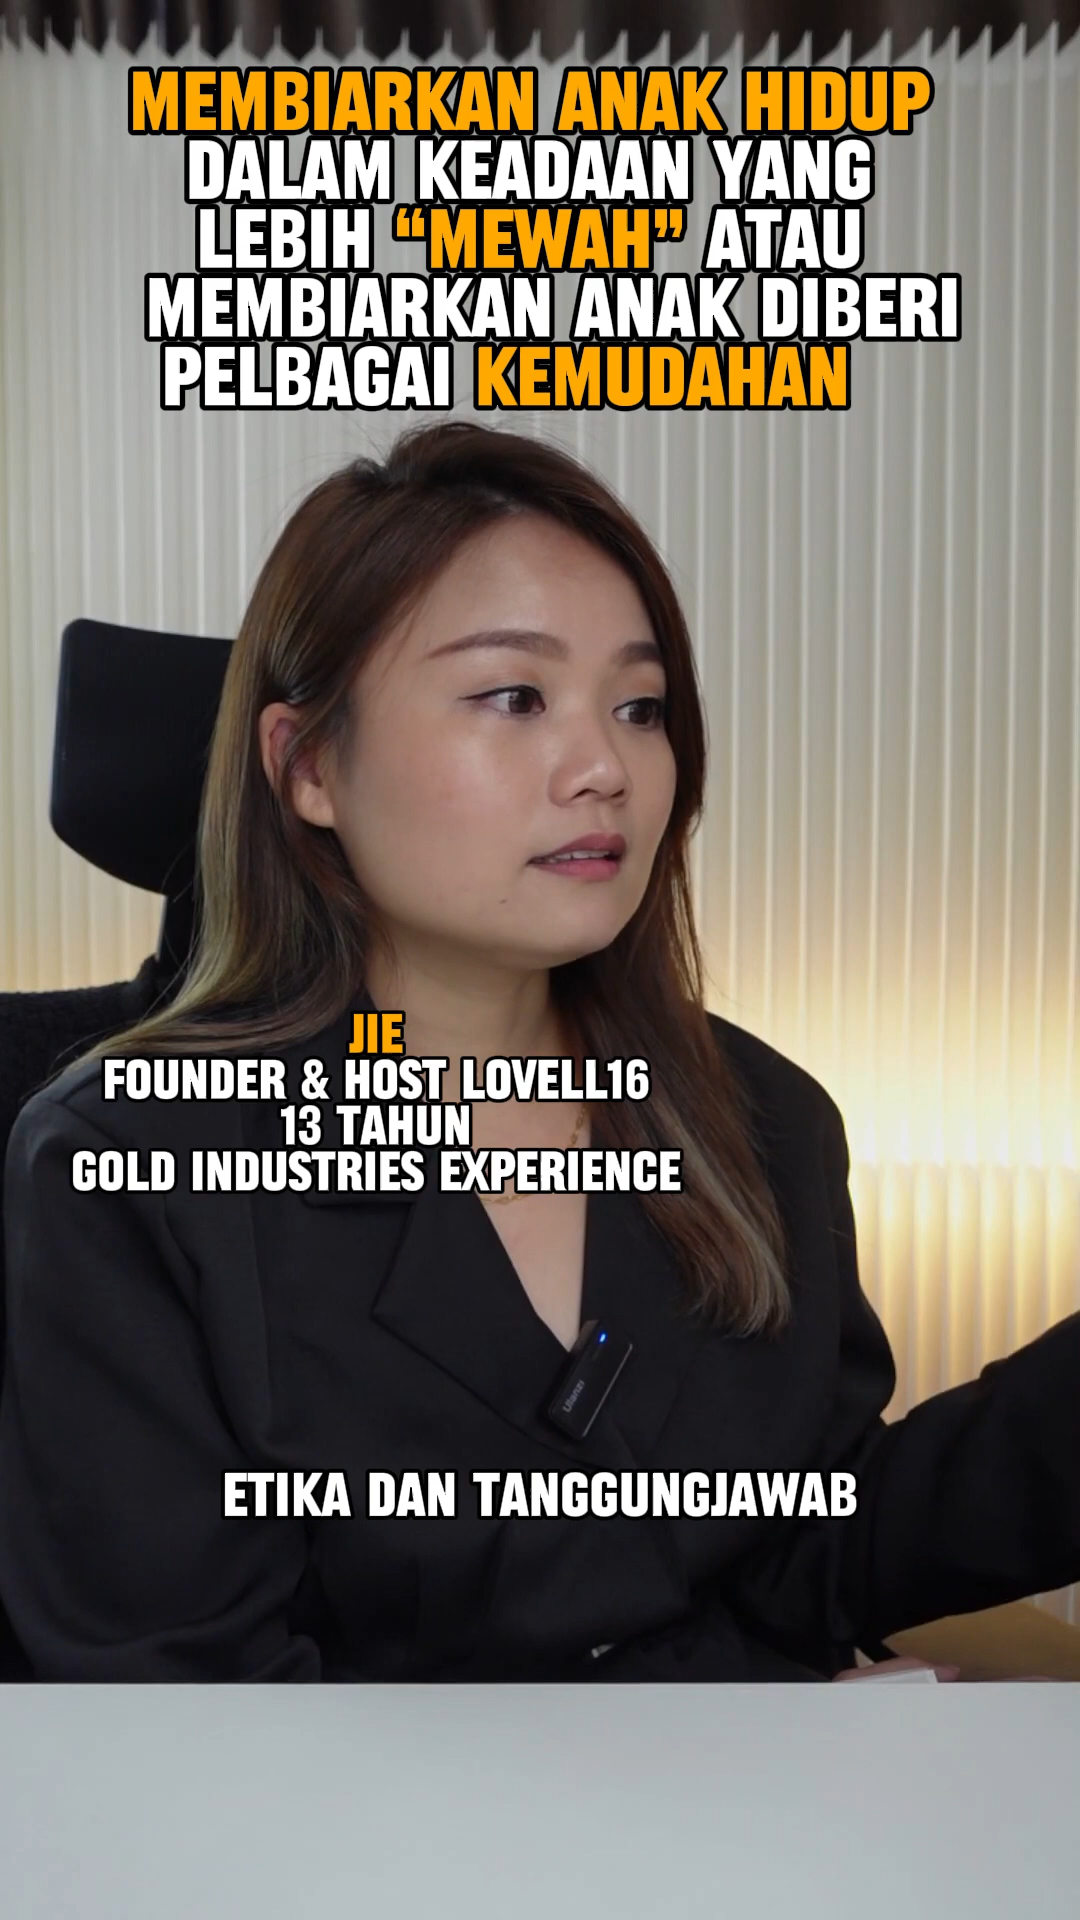 MEMBIARKAN ANAK HIDUP
DALAM KEADAAN YANG
LEBIH “MEWAH” ATAU
MEMBIARKAN ANAK DIBERI
PELBAGAI KEMUDAHAN
JIE
FOUNDER & HOST LOVELL16
13 TAHUN
GOLD INDUSTRIES EXPERIENCE
Ulanzi
ETIKA DAN TANGGUNGJAWAB